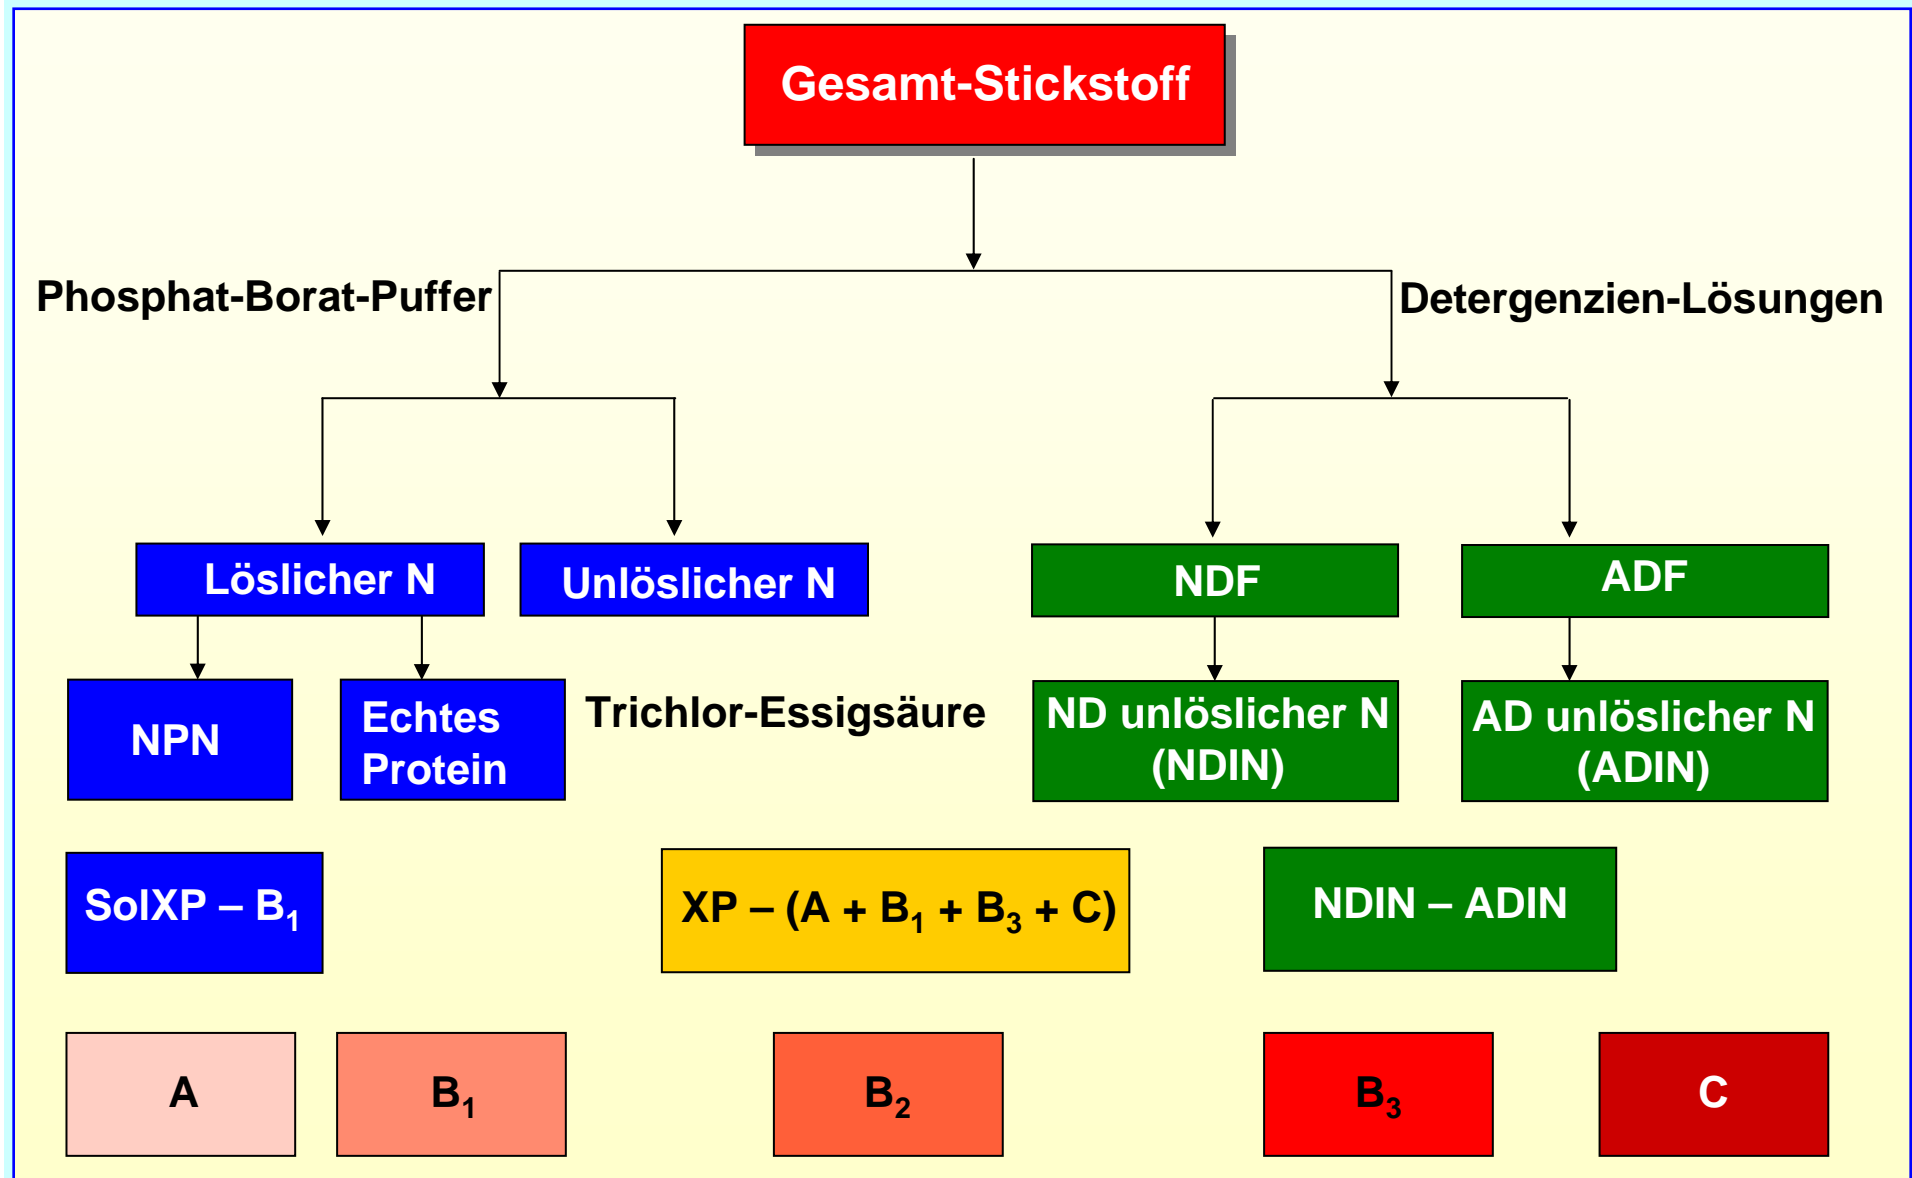 Gesamt-Stickstoff
Phosphat-Borat-Puffer
Detergenzien-Lösungen
Löslicher N
Unlöslicher N
NDF
ADF
NPN
Echtes
Protein
Trichlor-Essigsäure
ND unlöslicher N
(NDIN)
AD unlöslicher N
(ADIN)
SolXP – B₁
XP – (A + B₁ + B₃ + C)
NDIN – ADIN
A
B₁
B₂
B₃
C